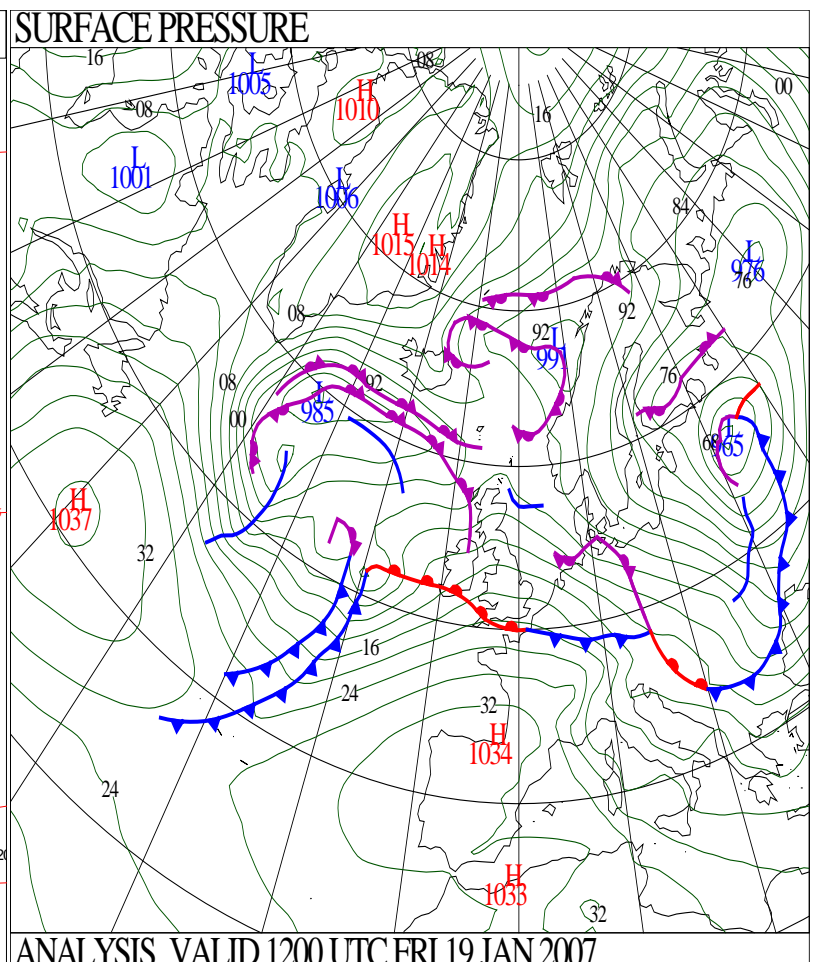 SURFACE PRESSURE
16
08
L
1005
00
H
1010
08
16
L
1001
L
1006
84
H
1015
H
1014
L
976
76
08
92
92
L
991
76
08
92
L
985
00
L
965
68
H
1037
32
16
24
32
H
1034
24
H
1033
32
ANALYSIS VALID 1200 UTC FRI 19 JAN 2007